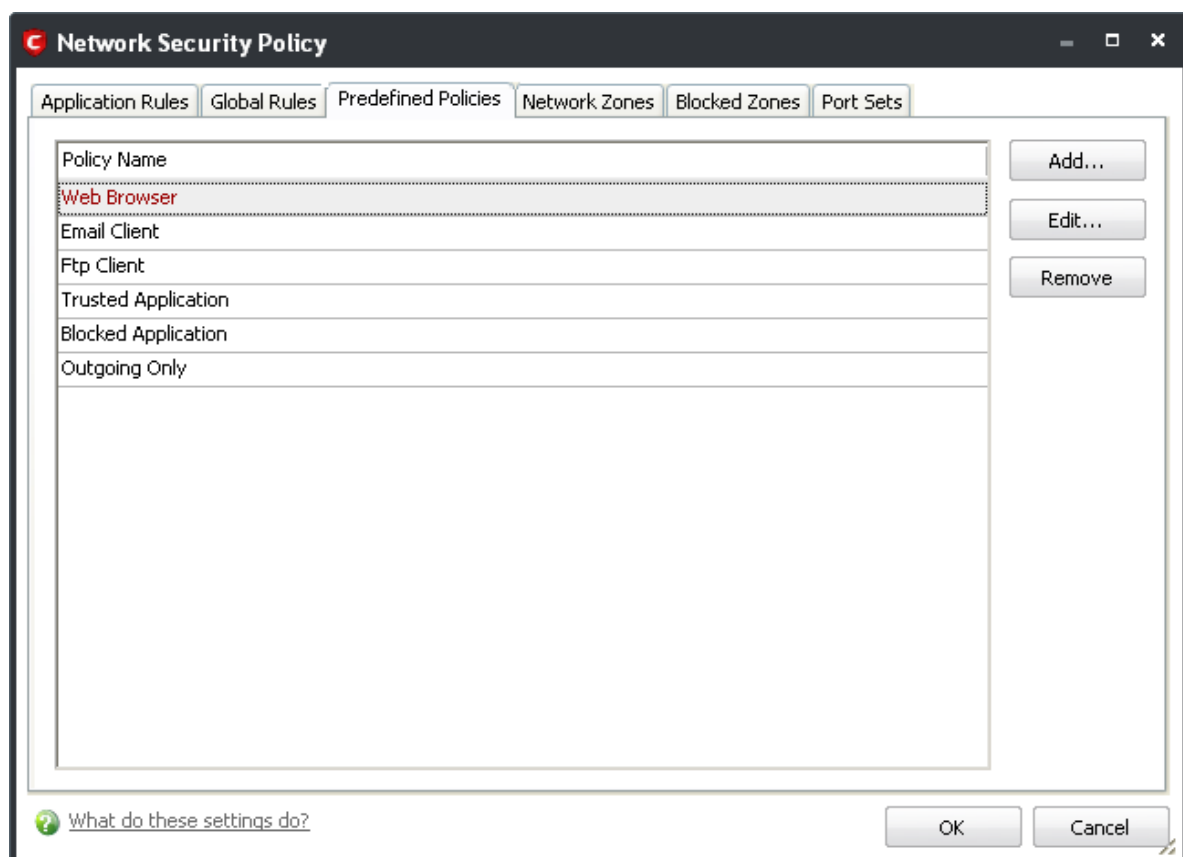 Network Security Policy
Application Rules Global Rules Predefined Policies Network Zones Blocked Zones Port Sets
Policy Name
Web Browser
Email Client
Ftp Client
Trusted Application
Blocked Application
Outgoing Only
Add...
Edit...
Remove
What do these settings do?
OK Cancel